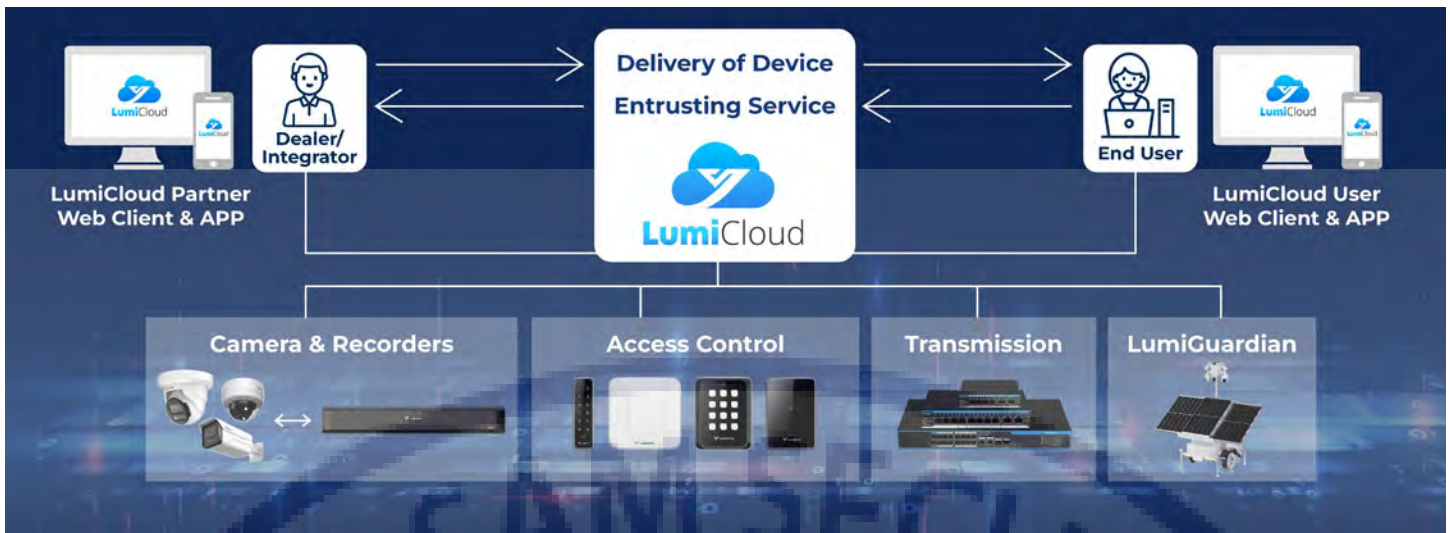 LumiCloud
LumiCloud
Dealer/
Integrator
LumiCloud Partner
Web Client & APP
Delivery of Device
Entrusting Service
LumiCloud
End User
LumiCloud
LumiCloud
LumiCloud User
Web Client & APP
Camera & Recorders
Access Control
Transmission
LumiGuardian